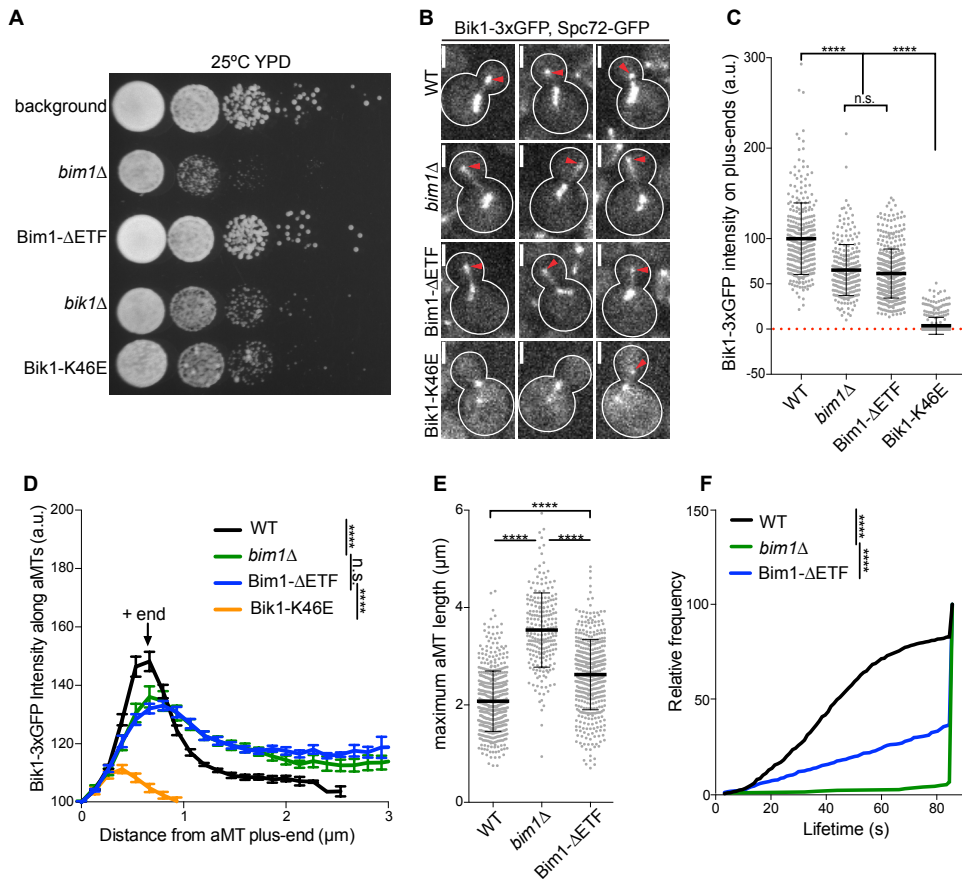 A
25ºC YPD
background
bim1Δ
Bim1-ΔETF
bik1Δ
Bik1-K46E
B
Bik1-3xGFP, Spc72-GFP
WT
bim1Δ
Bim1-ΔETF
Bik1-K46E
C
Bik1-3xGFP intensity on plus-ends (a.u.)
300
200
150
100
50
0
-50
****
****
n.s.
WT
bim1Δ
Bim1-ΔETF
Bik1-K46E
D
Bik1-3xGFP Intensity along aMTs (a.u.)
200
180
160
140
120
100
WT
bim1Δ
Bim1-ΔETF
Bik1-K46E
****
n.s.
****
+ end
0
1
2
3
Distance from aMT plus-end (µm)
E
maximum aMT length (µm)
6
4
2
0
****
****
****
WT
bim1Δ
Bim1-ΔETF
F
Relative frequency
150
100
50
0
WT
bim1Δ
Bim1-ΔETF
****
****
20
40
60
80
Lifetime (s)